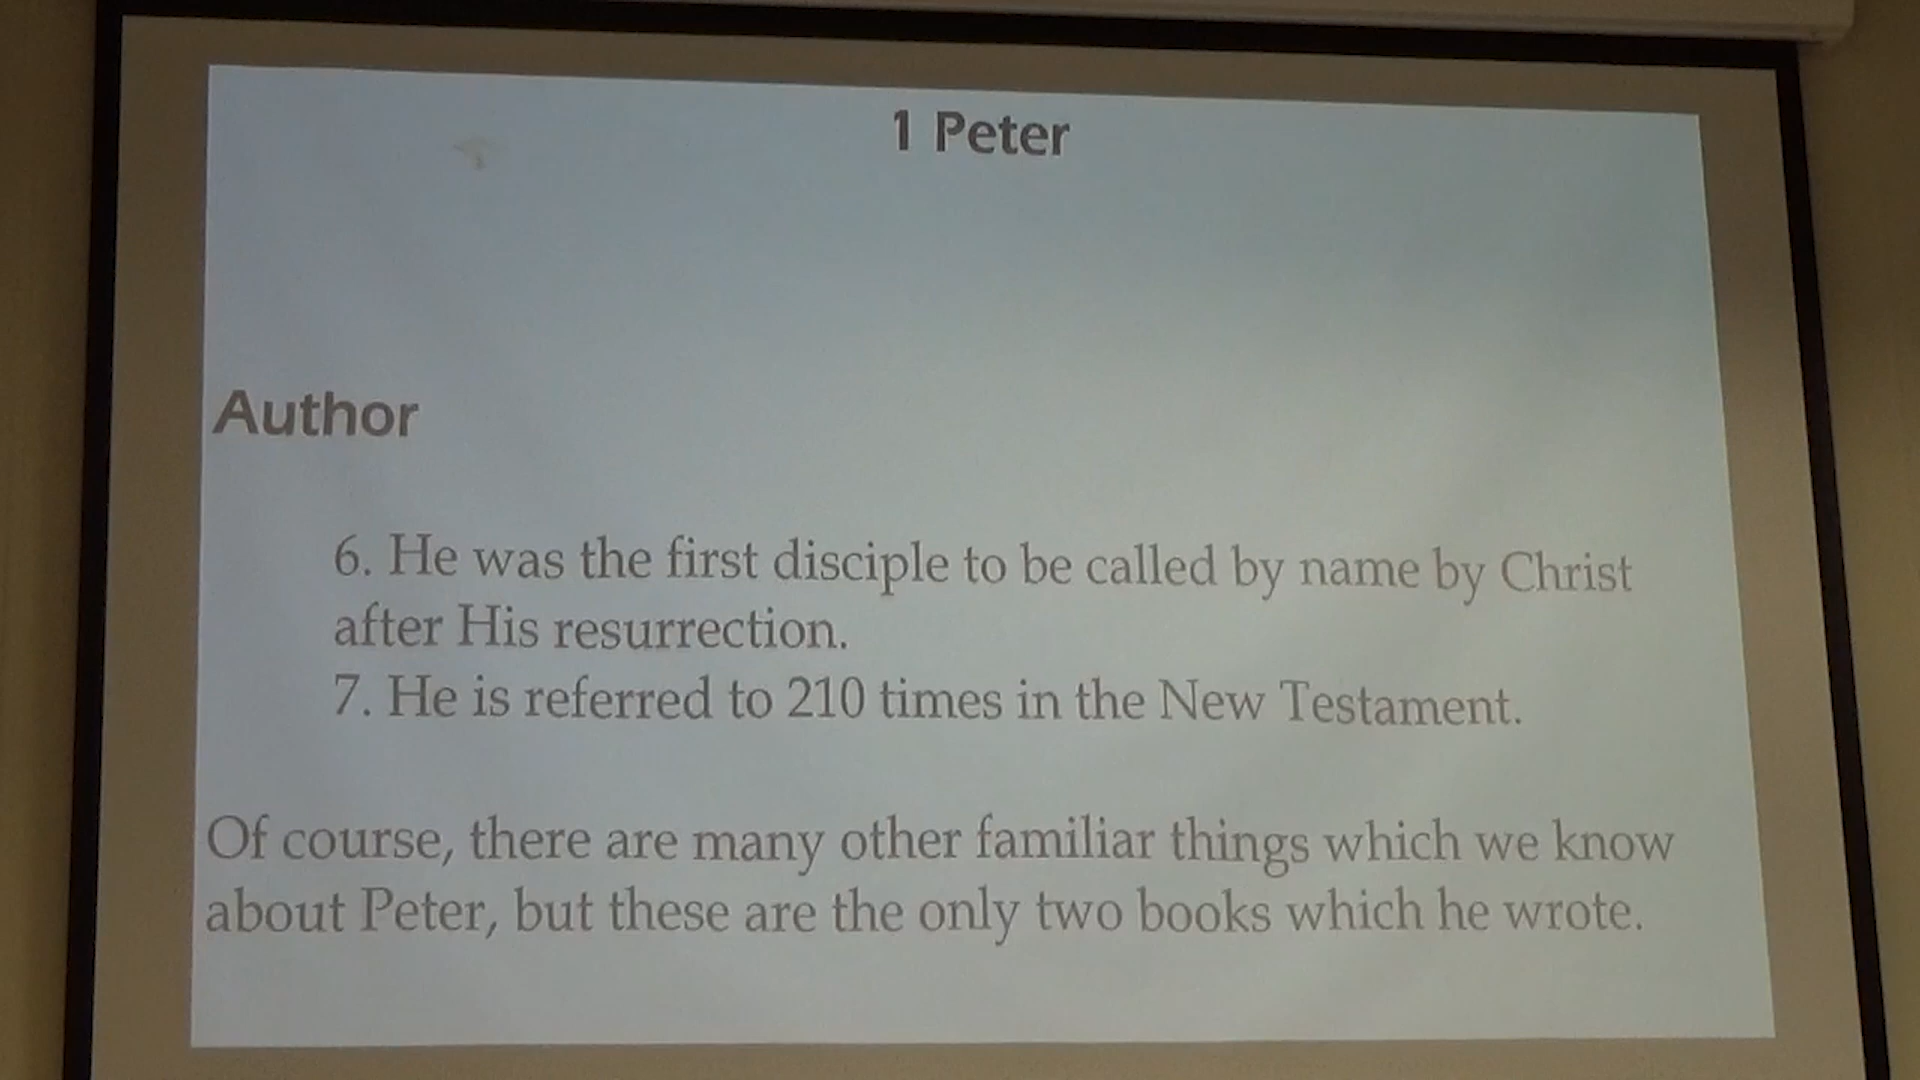 1 Peter
Author
6. He was the first disciple to be called by name by Christ
after His resurrection.
7. He is referred to 210 times in the New Testament.
Of course, there are many other familiar things which we know
about Peter, but these are the only two books which he wrote.